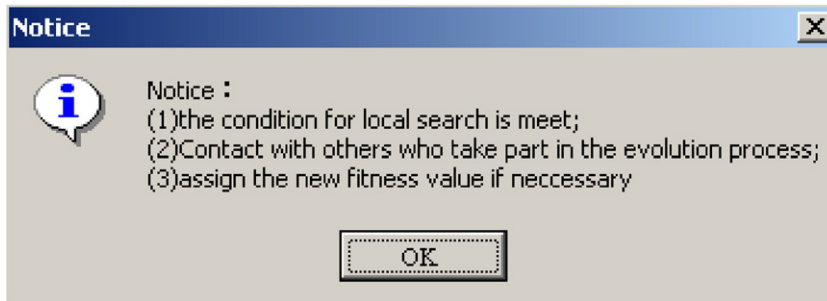 Notice
Notice：
(1)the condition for local search is meet;
(2)Contact with others who take part in the evolution process;
(3)assign the new fitness value if neccessary
OK